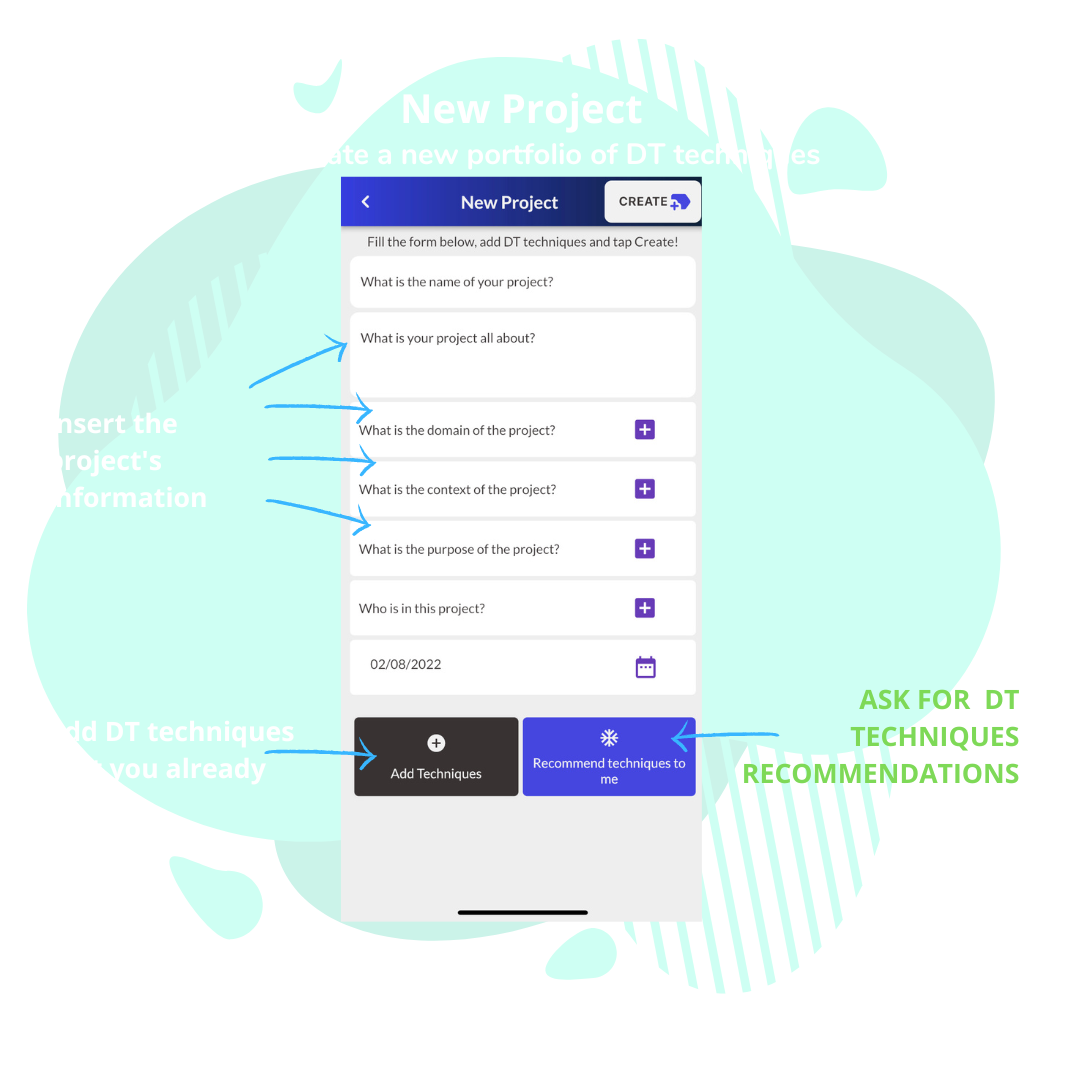 New Project
a new portfolio of DT techniques
New Project
CREATE
Fill the form below, add DT techniques and tap Create!
What is the name of your project?
What is your project all about?
What is the domain of the project?
What is the context of the project?
What is the purpose of the project?
Who is in this project?
02/08/2022
Add Techniques
Recommend techniques to
me
nsert the
project's
nformation
dd DT techniques
you already
ASK FOR DT
TECHNIQUES
RECOMMENDATIONS